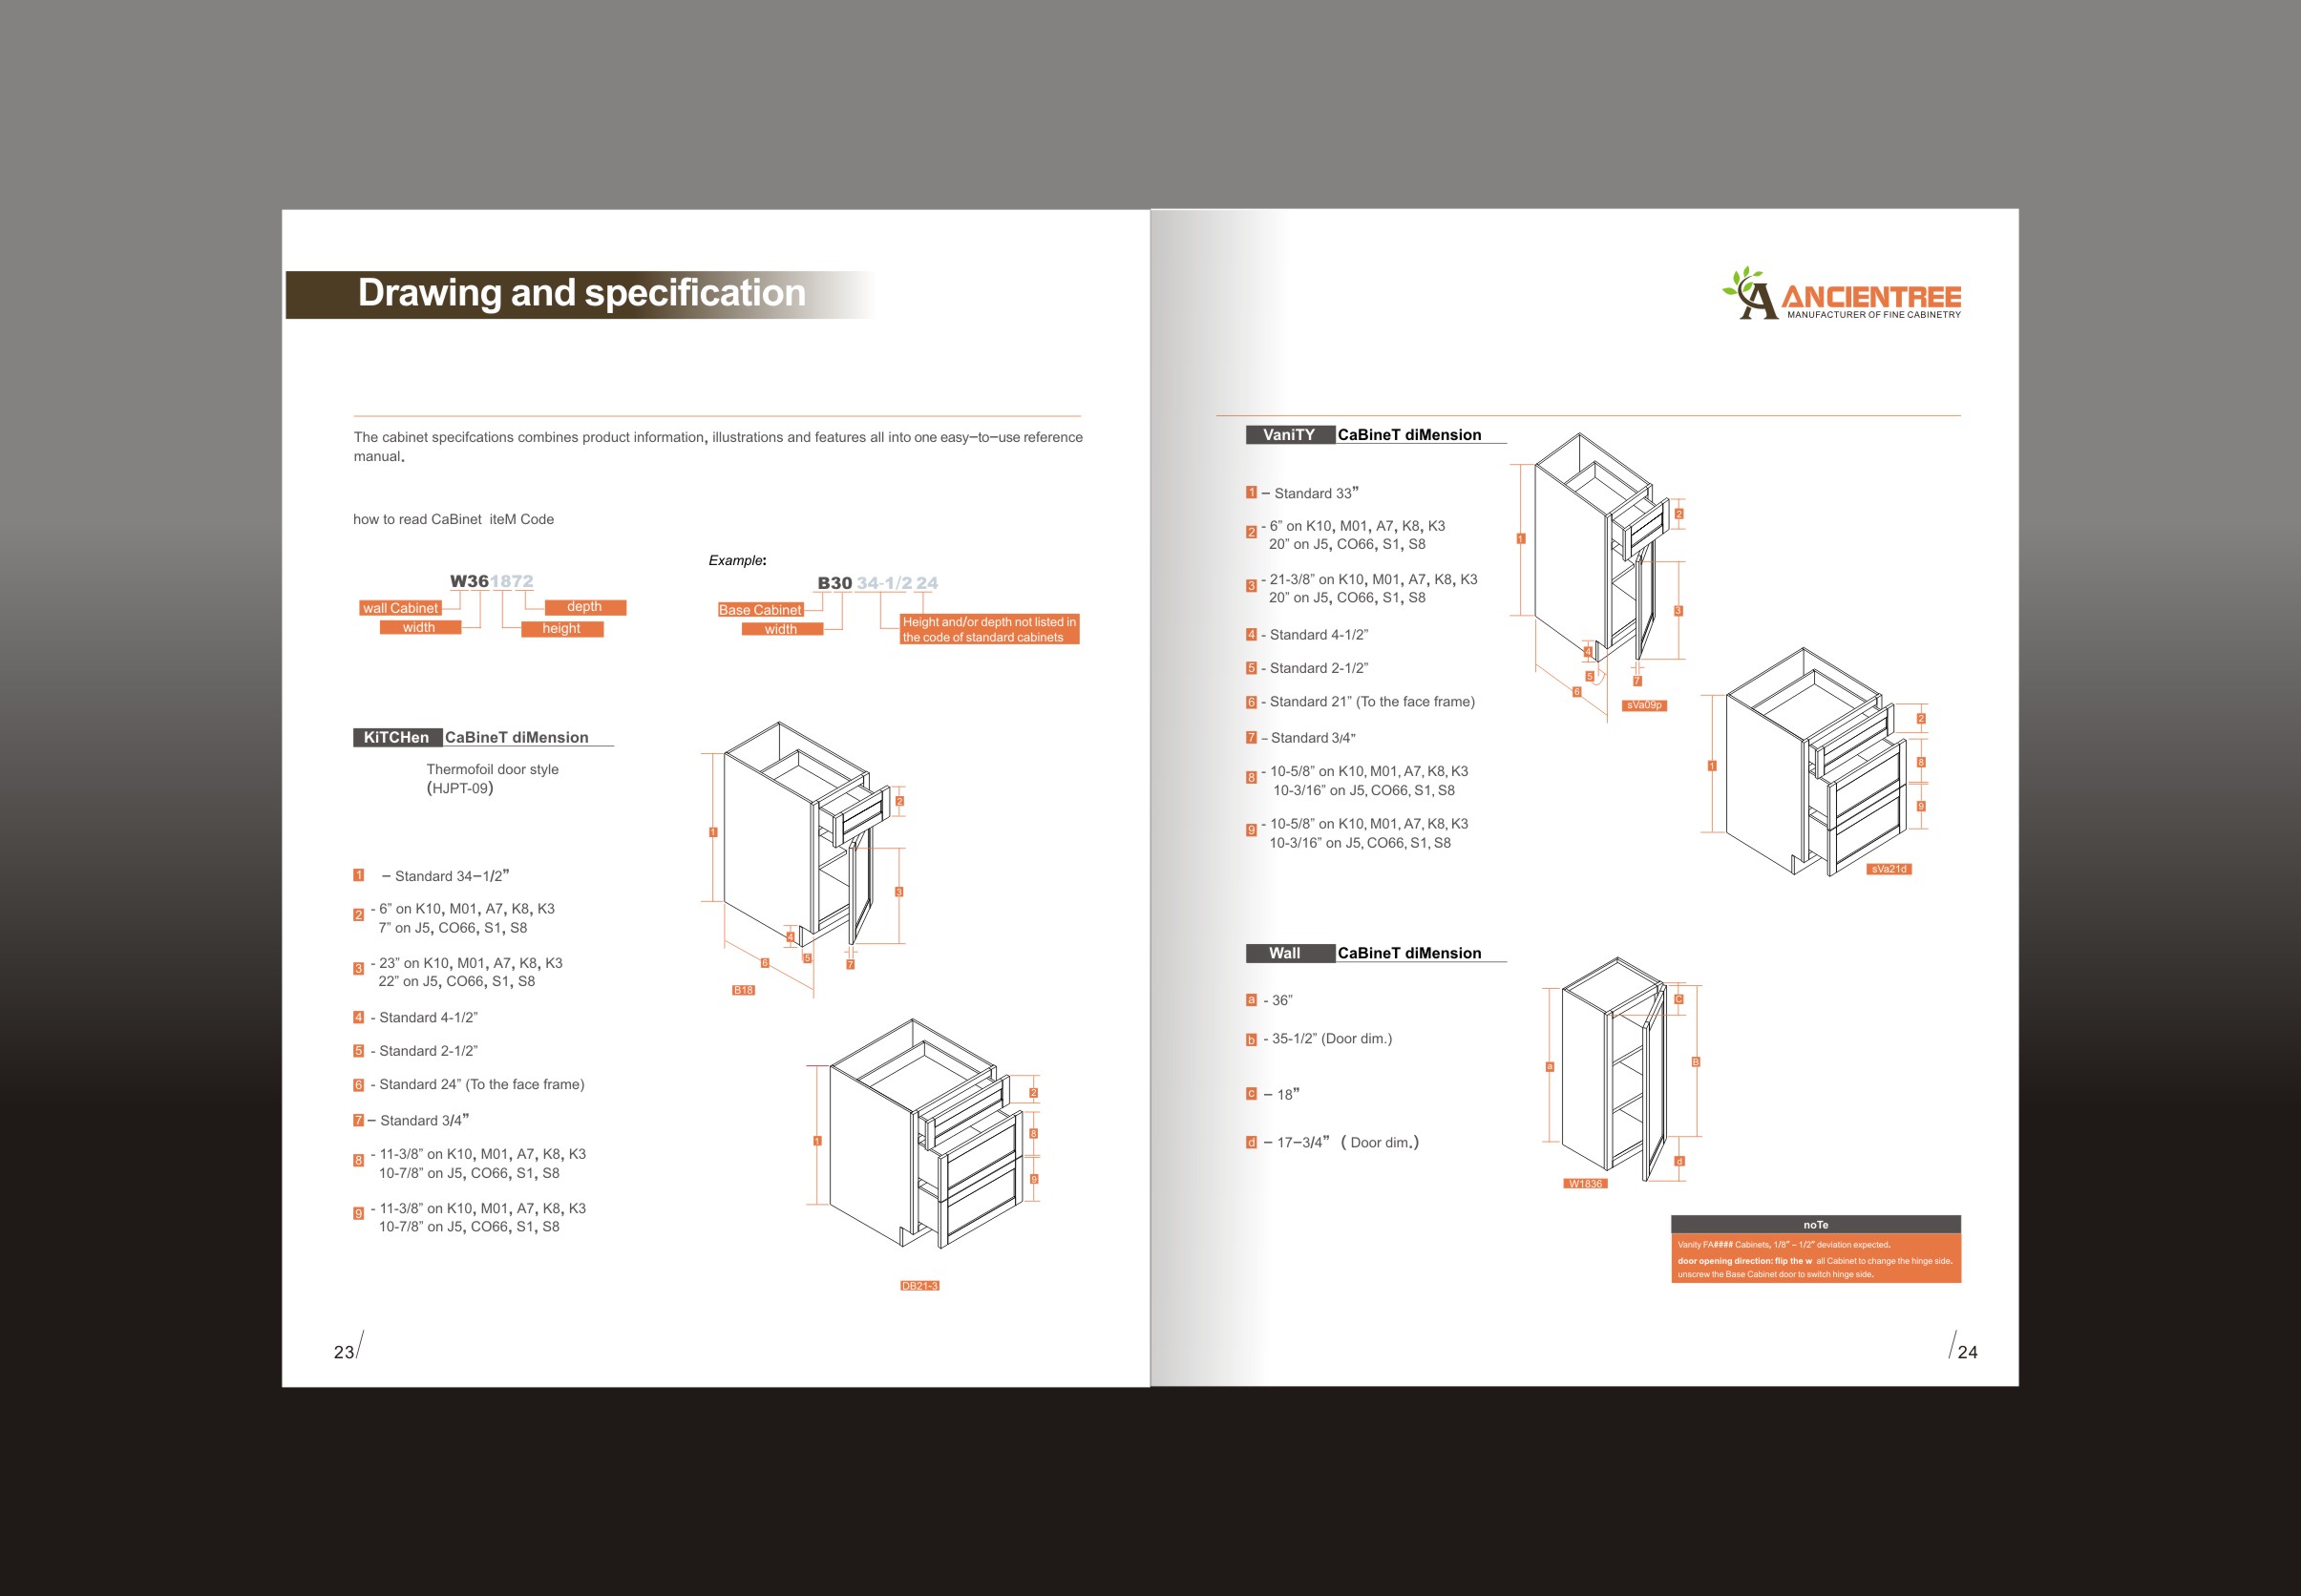 Drawing and specification
The cabinet specifcations combines product information, illustrations and features all into one easy–to–use reference
manual.
how to read CaBinet iteM Code
Example:
W361872
wall Cabinet
depth
width
height
B30 34-1/2 24
Base Cabinet
width
Height and/or depth not listed in
the code of standard cabinets
KiTCHen CaBineT diMension
Thermofoil door style
(HJPT-09)
1 – Standard 34–1/2”
2 - 6” on K10, M01, A7, K8, K3
7” on J5, CO66, S1, S8
3 - 23” on K10, M01, A7, K8, K3
22” on J5, CO66, S1, S8
4 - Standard 4-1/2”
5 - Standard 2-1/2”
6 - Standard 24” (To the face frame)
7 – Standard 3/4”
8 - 11-3/8” on K10, M01, A7, K8, K3
10-7/8” on J5, CO66, S1, S8
9 - 11-3/8” on K10, M01, A7, K8, K3
10-7/8” on J5, CO66, S1, S8
1
2
3
4
5
6
7
B18
1
2
8
9
DB21-3
23/
ANCIENTREE
MANUFACTURER OF FINE CABINETRY
VaniTY CaBineT diMension
1 – Standard 33”
2 - 6” on K10, M01, A7, K8, K3
20” on J5, CO66, S1, S8
3 - 21-3/8” on K10, M01, A7, K8, K3
20” on J5, CO66, S1, S8
4 - Standard 4-1/2”
5 - Standard 2-1/2”
6 - Standard 21” (To the face frame)
7 – Standard 3/4”
8 - 10-5/8” on K10, M01, A7, K8, K3
10-3/16” on J5, CO66, S1, S8
9 - 10-5/8” on K10, M01, A7, K8, K3
10-3/16” on J5, CO66, S1, S8
1
2
3
4
5
6
7
sVa09p
1
2
8
9
sVa21d
Wall CaBineT diMension
a - 36”
b - 35-1/2” (Door dim.)
c – 18”
d – 17–3/4” ( Door dim.)
a
C
B
d
W1836
noTe
Vanity FA#### Cabinets, 1/8” – 1/2” deviation expected.
door opening direction: flip the w all Cabinet to change the hinge side.
unscrew the Base Cabinet door to switch hinge side.
/24